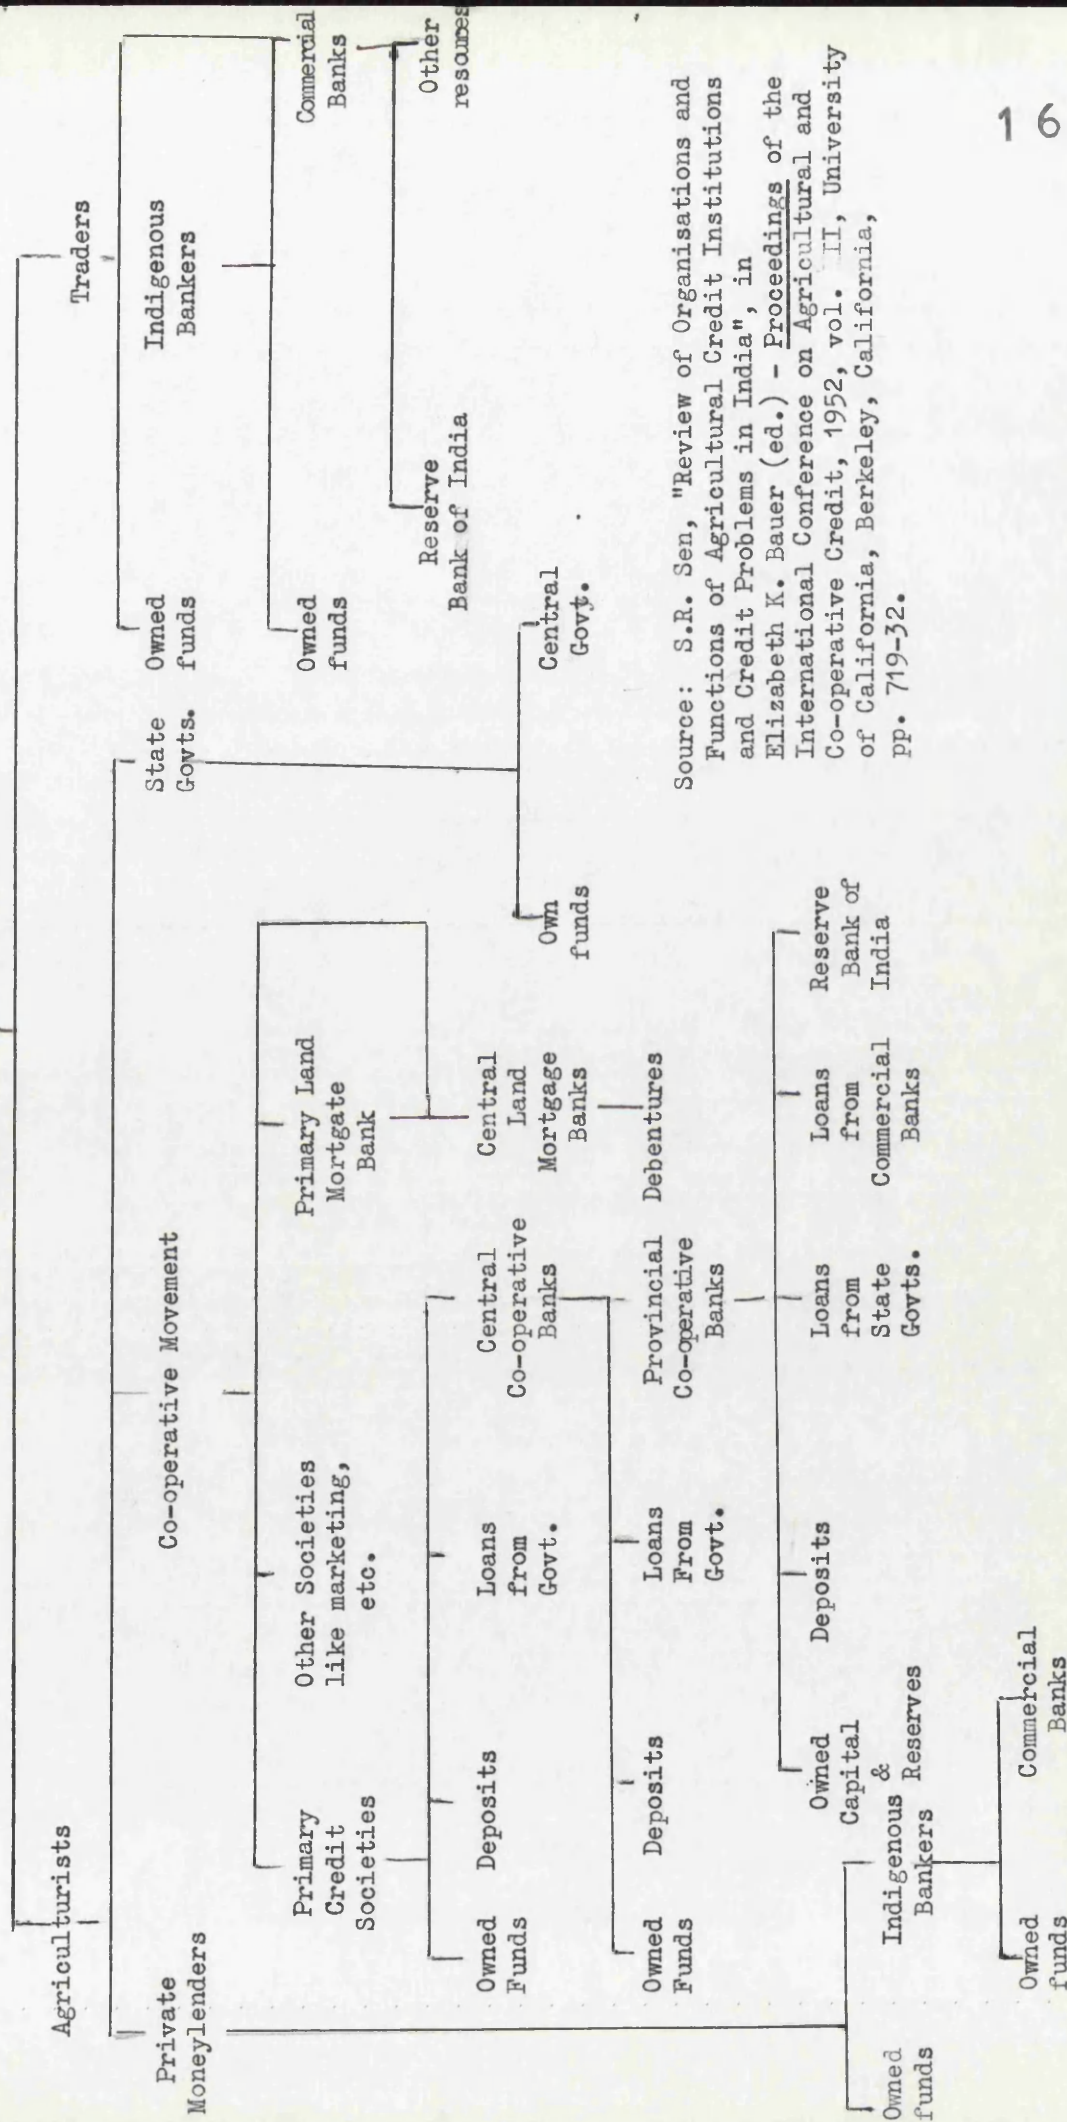 Agriculturists
Traders
Private
Moneylenders
Co-operative Movement
State
Govts.
Owned
funds
Indigenous
Bankers
Primary
Credit
Societies
Other Societies
like marketing,
etc.
Primary Land
Mortgate
Bank
Owned
funds
Commercial
Banks
Owned
Funds
Deposits
Loans
from
Govt.
Central
Co-operative
Banks
Central
Land
Mortgage
Banks
Own
funds
Central
Govt.
Reserve
Bank of India
Other
resources
Owned
Funds
Deposits
Loans
From
Govt.
Provincial
Co-operative
Banks
Debentures
Owned
Capital
&
Reserves
Deposits
Loans
from
State
Govts.
Loans
from
Commercial
Banks
Reserve
Bank of
India
Owned
funds
Indigenous
Bankers
Owned
funds
Commercial
Banks
Source: S.R. Sen, "Review of Organisations and
Functions of Agricultural Credit Institutions
and Credit Problems in India", in
Elizabeth K. Bauer (ed.) - Proceedings of the
International Conference on Agricultural and
Co-operative Credit, 1952, vol. II, University
of California, Berkeley, California,
pp. 719-32.
16